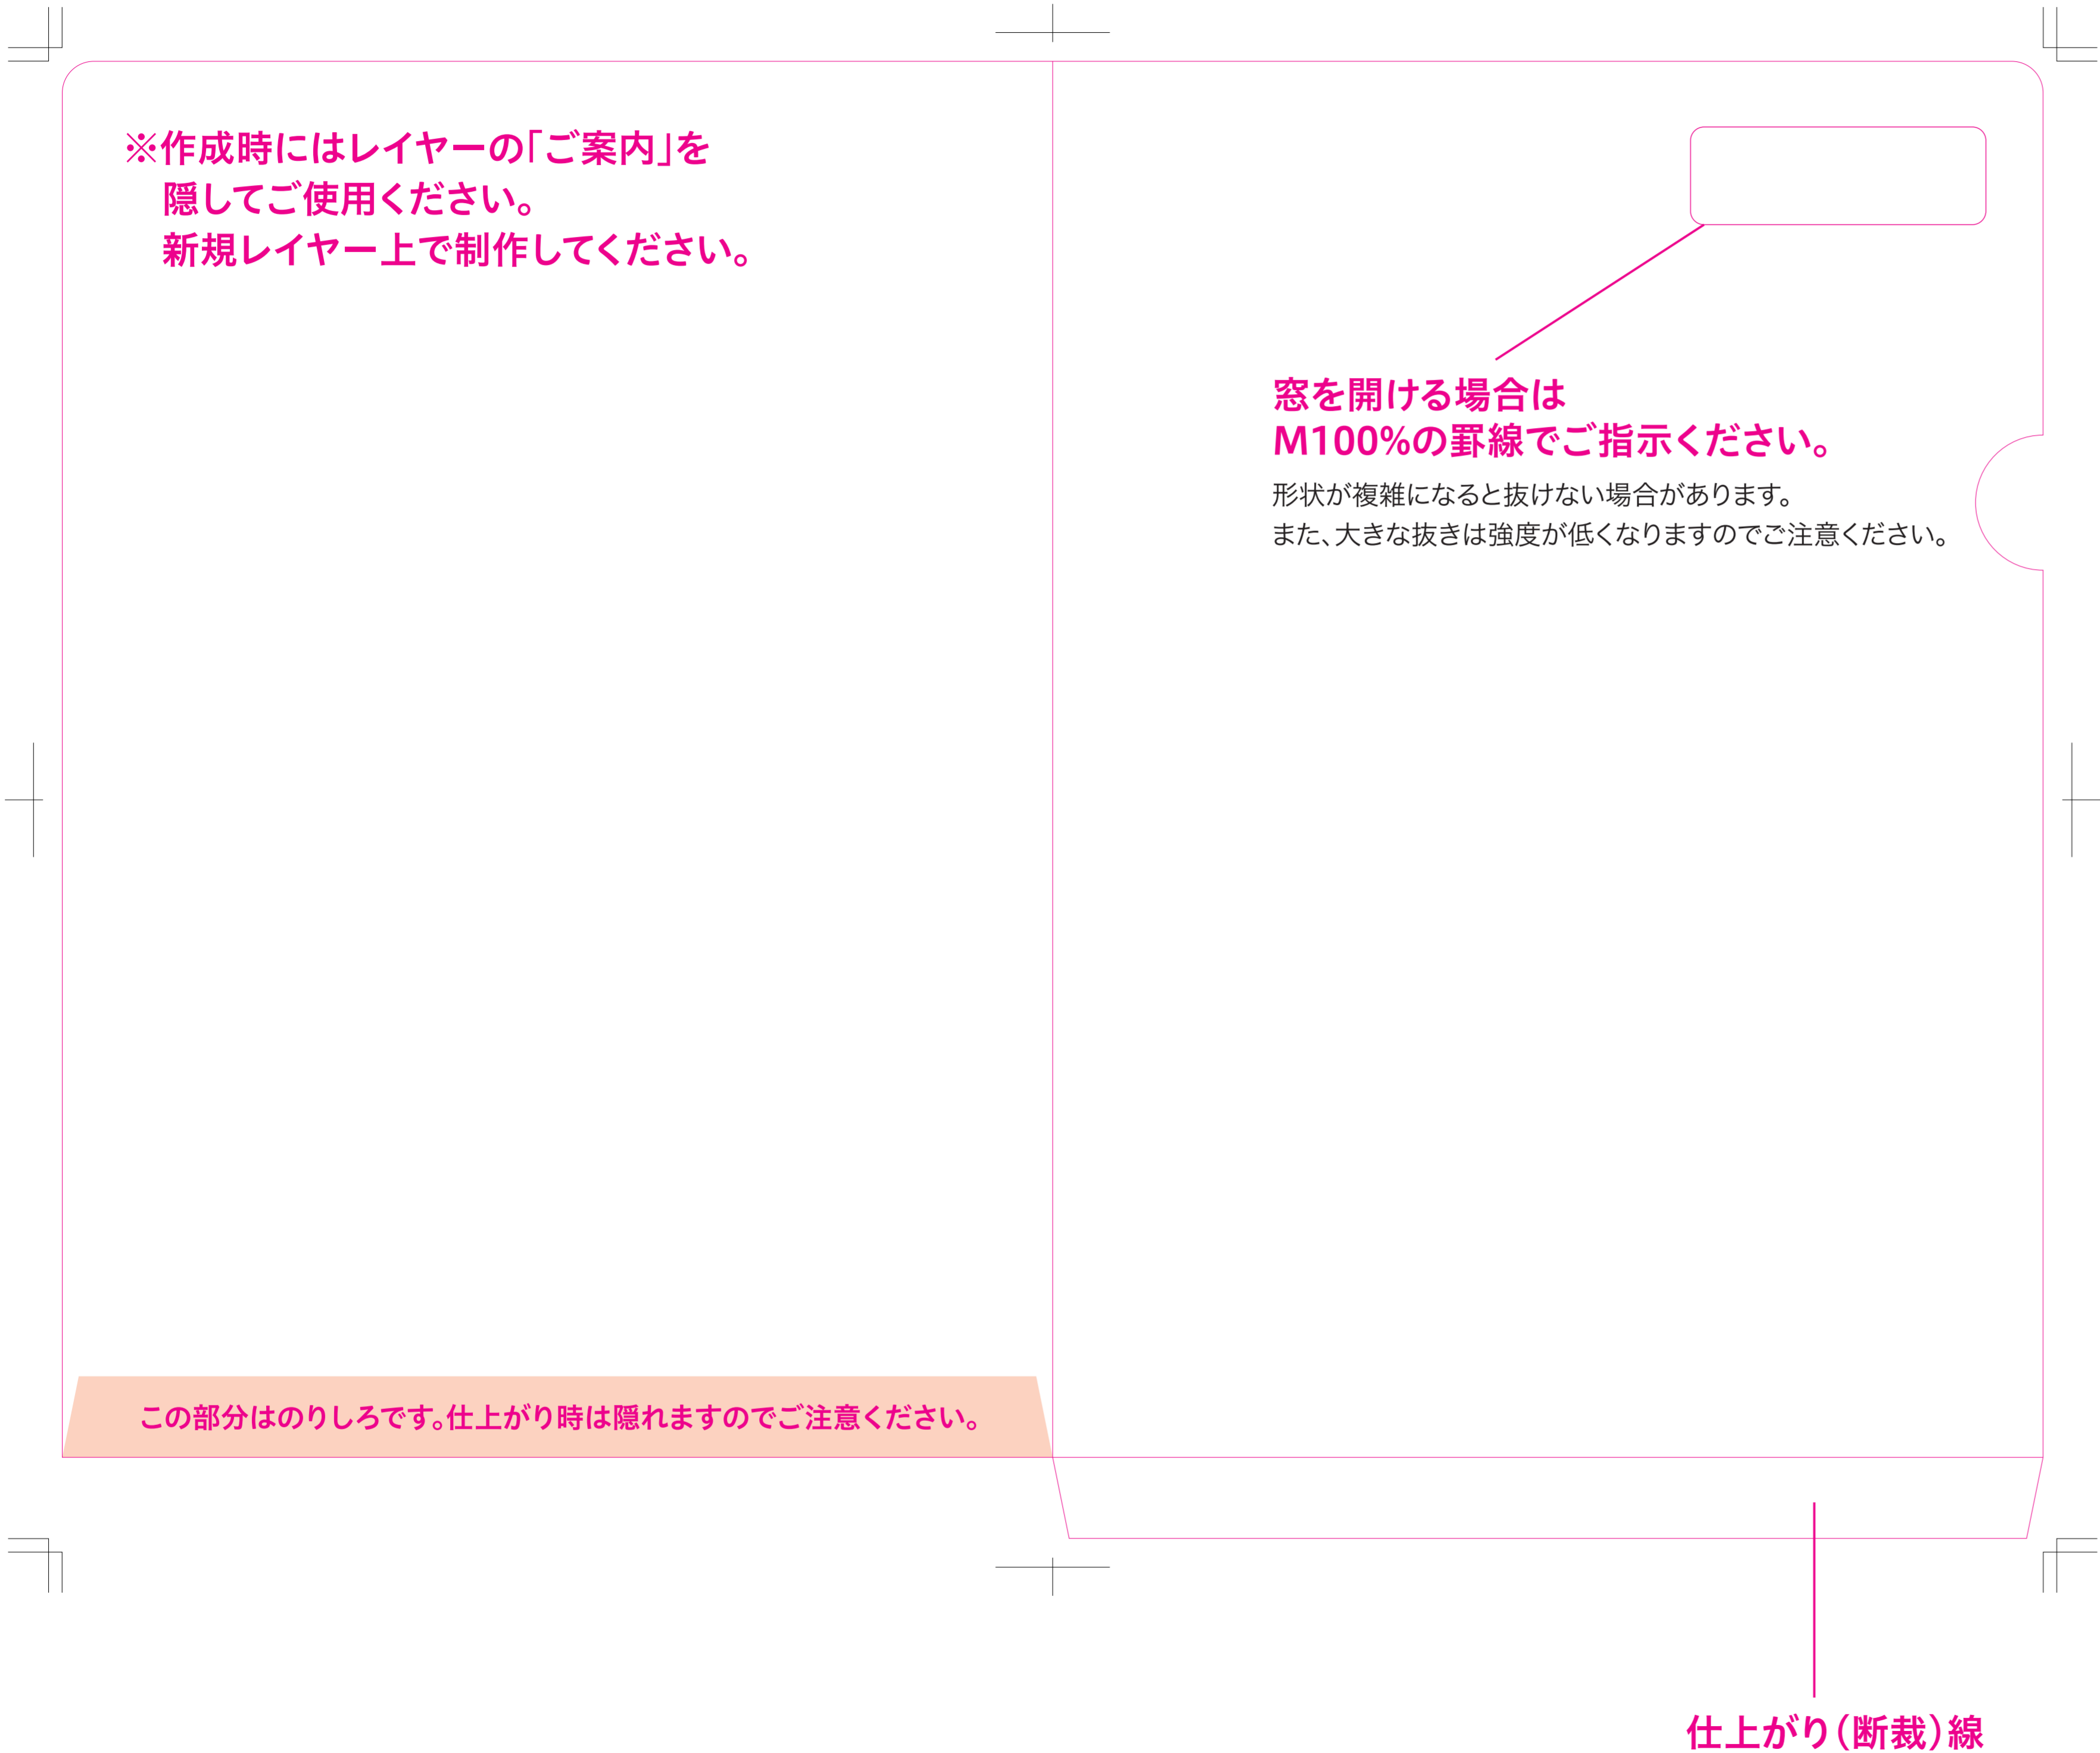 ※作成時にはレイヤーの「ご案内」を
隠してご使用ください。
新規レイヤー上で制作してください。
窓を開ける場合は
M100%の罫線でご指示ください。
形状が複雑になると抜けない場合があります。
また、大きな抜きは強度が低くなりますのでご注意ください。
この部分はのりしろです。仕上がり時は隠れますのでご注意ください。
仕上がり(断裁)線